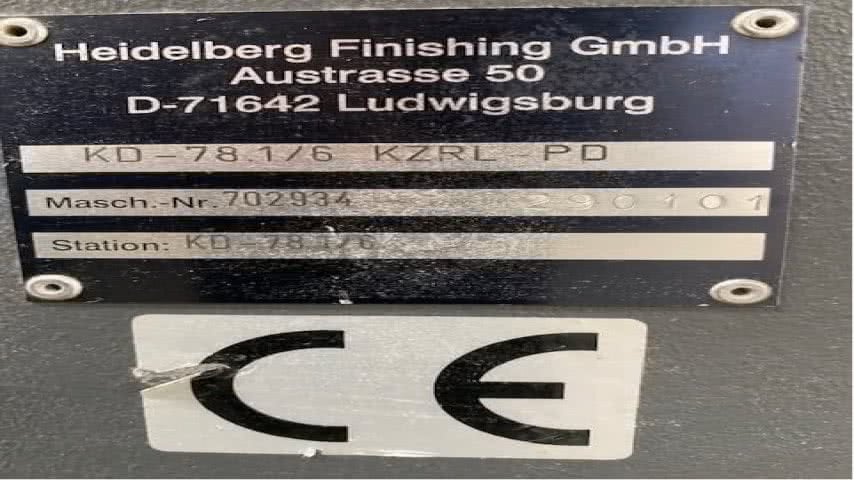 Heidelberg Finishing GmbH
Austrasse 50
D-71642 Ludwigsburg
KD-78.1/6 KZRL PD
Masch.-Nr. 702934 290101
Station: KD-78.1/6
CE